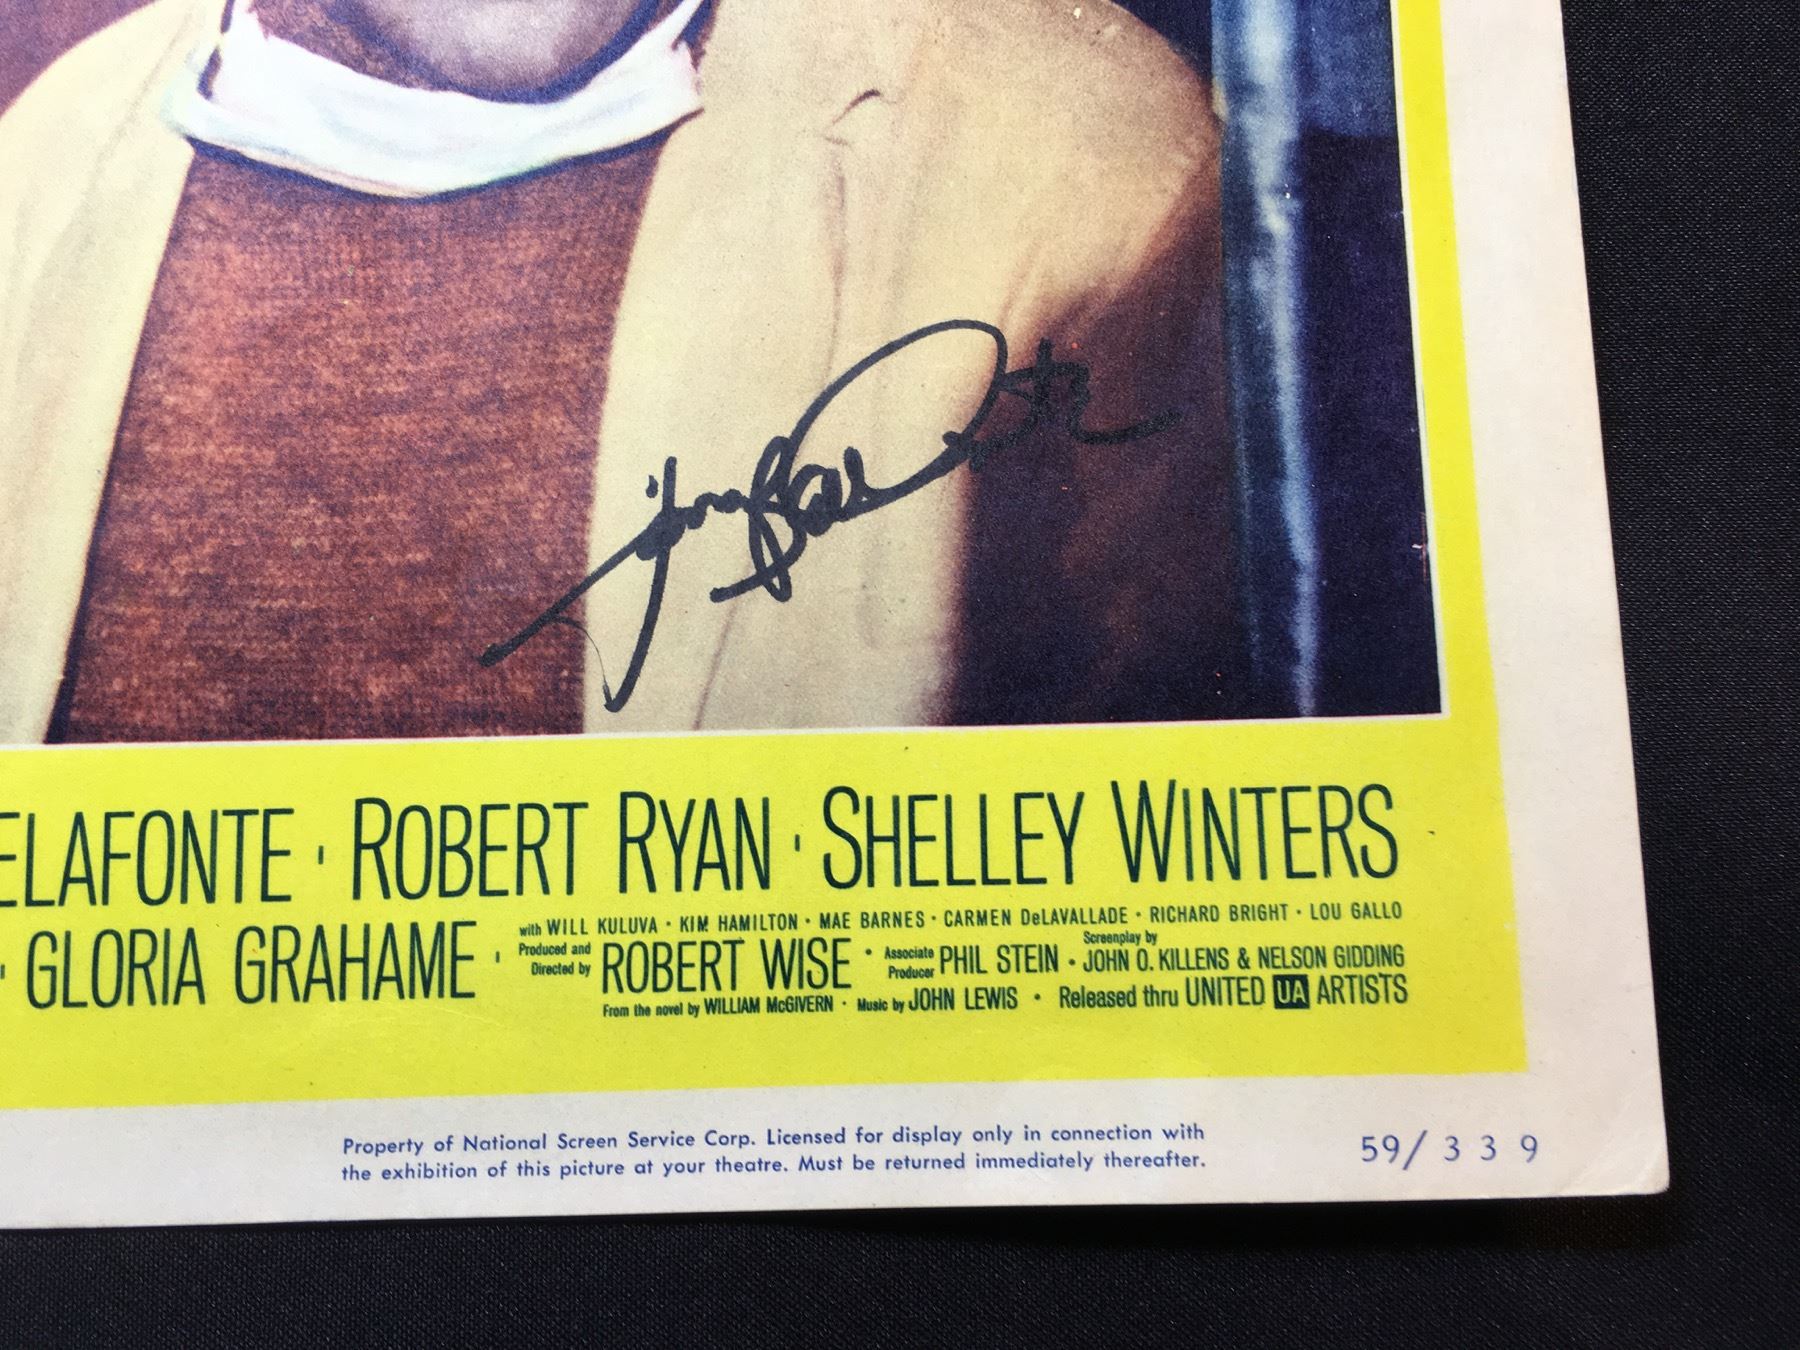 ELAFONTE · ROBERT RYAN · SHELLEY WINTERS
· GLORIA GRAHAME ·
with WILL KULUVA · KIM HAMILTON · MAE BARNES · CARMEN DeLAVALLADE · RICHARD BRIGHT · LOU GALLO
Produced and Directed by ROBERT WISE · Associate Producer PHIL STEIN · Screenplay by JOHN O. KILLENS & NELSON GIDDING
From the novel by WILLIAM McGIVERN · Music by JOHN LEWIS · Released thru UNITED UA ARTISTS
Property of National Screen Service Corp. Licensed for display only in connection with
the exhibition of this picture at your theatre. Must be returned immediately thereafter.
59/339